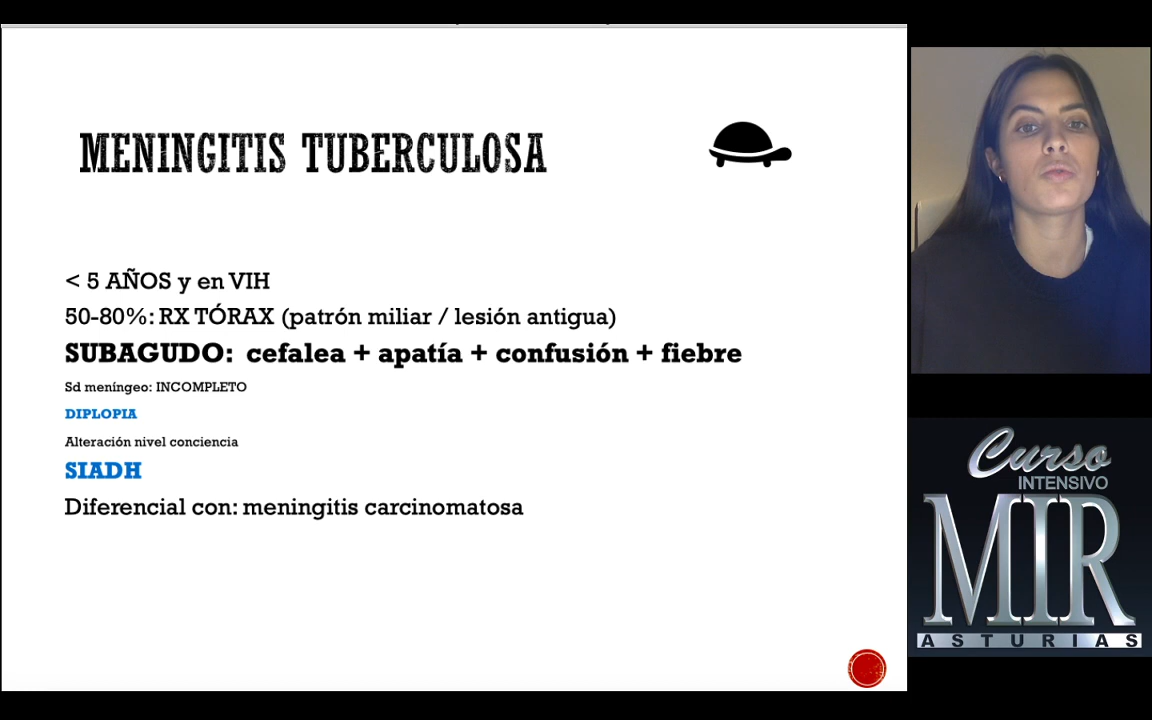 MENINGITIS TUBERCULOSA
< 5 AÑOS y en VIH
50-80%: RX TÓRAX (patrón miliar / lesión antigua)
SUBAGUDO: cefalea + apatía + confusión + fiebre
Sd meníngeo: INCOMPLETO
DIPLOPIA
Alteración nivel conciencia
SIADH
Diferencial con: meningitis carcinomatosa
Curso
INTENSIVO
MIR
ASTURIAS